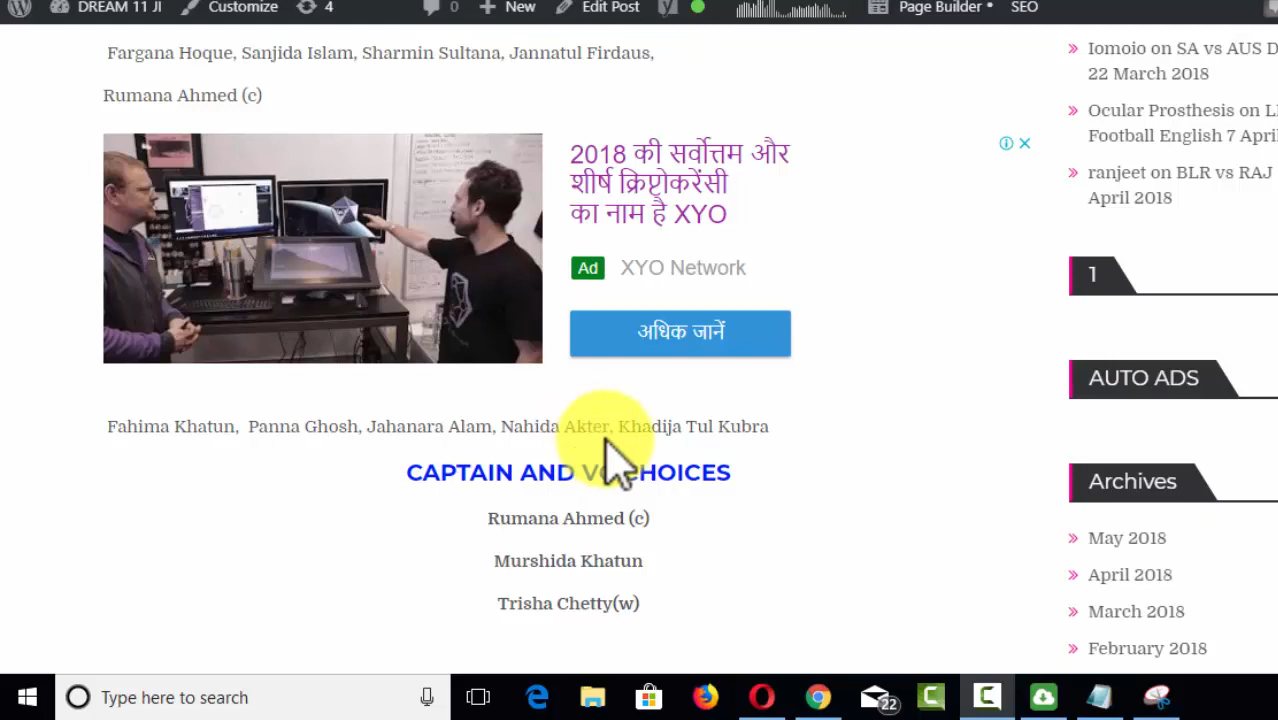 DREAM 11 JI Customize 4 0 New Edit Post Page Builder SEO
Fargana Hoque, Sanjida Islam, Sharmin Sultana, Jannatul Firdaus,
Rumana Ahmed (c)
2018 की सर्वोत्तम और
शीर्ष क्रिप्टोकरेंसी
का नाम है XYO
Ad XYO Network
अधिक जानें
Fahima Khatun, Panna Ghosh, Jahanara Alam, Nahida Akter, Khadija Tul Kubra
CAPTAIN AND CHOICES
Rumana Ahmed (c)
Murshida Khatun
Trisha Chetty(w)
Iomoio on SA vs AUS D
22 March 2018
Ocular Prosthesis on
Football English 7
ranjeet on BLR vs RAJ
April 2018
1
AUTO ADS
Archives
May 2018
April 2018
March 2018
February 2018
Type here to search
22